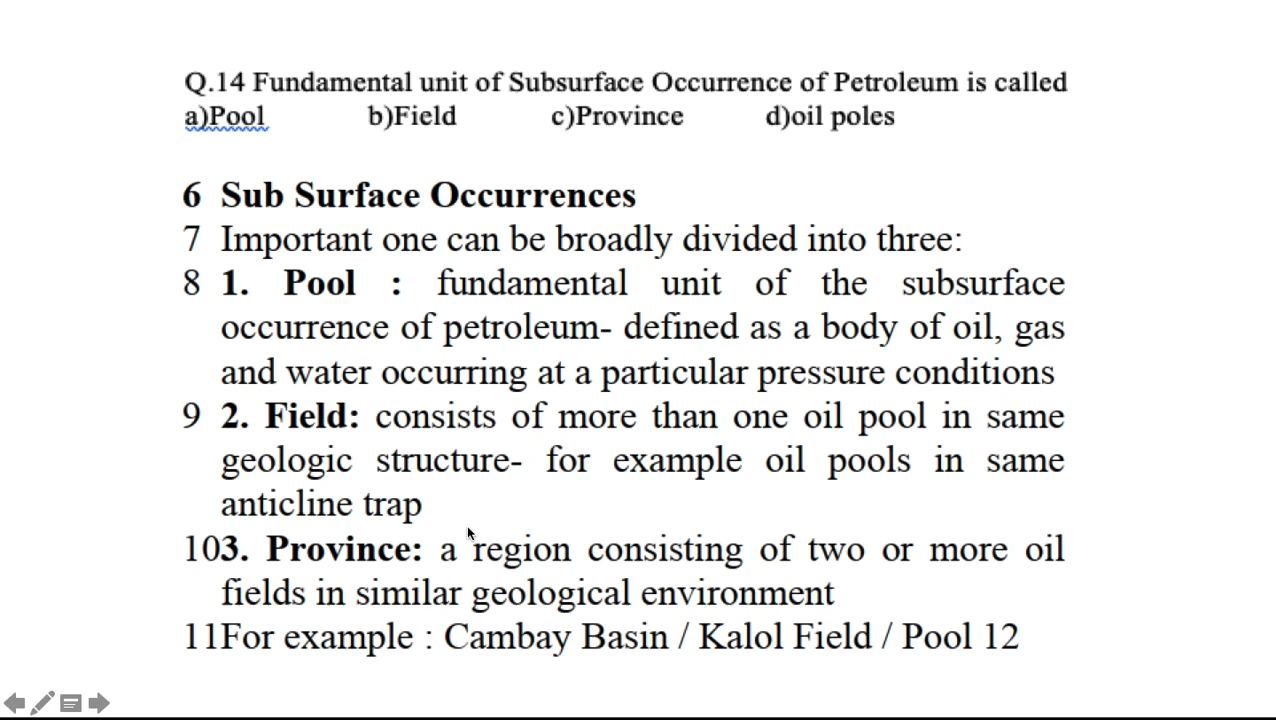 Q.14 Fundamental unit of Subsurface Occurrence of Petroleum is called
a)Pool b)Field c)Province d)oil poles
6 Sub Surface Occurrences
7 Important one can be broadly divided into three:
8 1. Pool : fundamental unit of the subsurface
occurrence of petroleum- defined as a body of oil, gas
and water occurring at a particular pressure conditions
9 2. Field: consists of more than one oil pool in same
geologic structure- for example oil pools in same
anticline trap
103. Province: a region consisting of two or more oil
fields in similar geological environment
11For example : Cambay Basin / Kalol Field / Pool 12